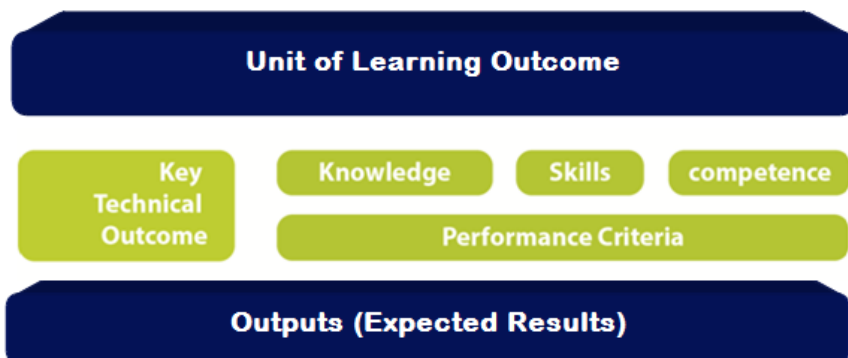 Unit of Learning Outcome
Key
Technical
Outcome
Knowledge
Skills
competence
Performance Criteria
Outputs (Expected Results)